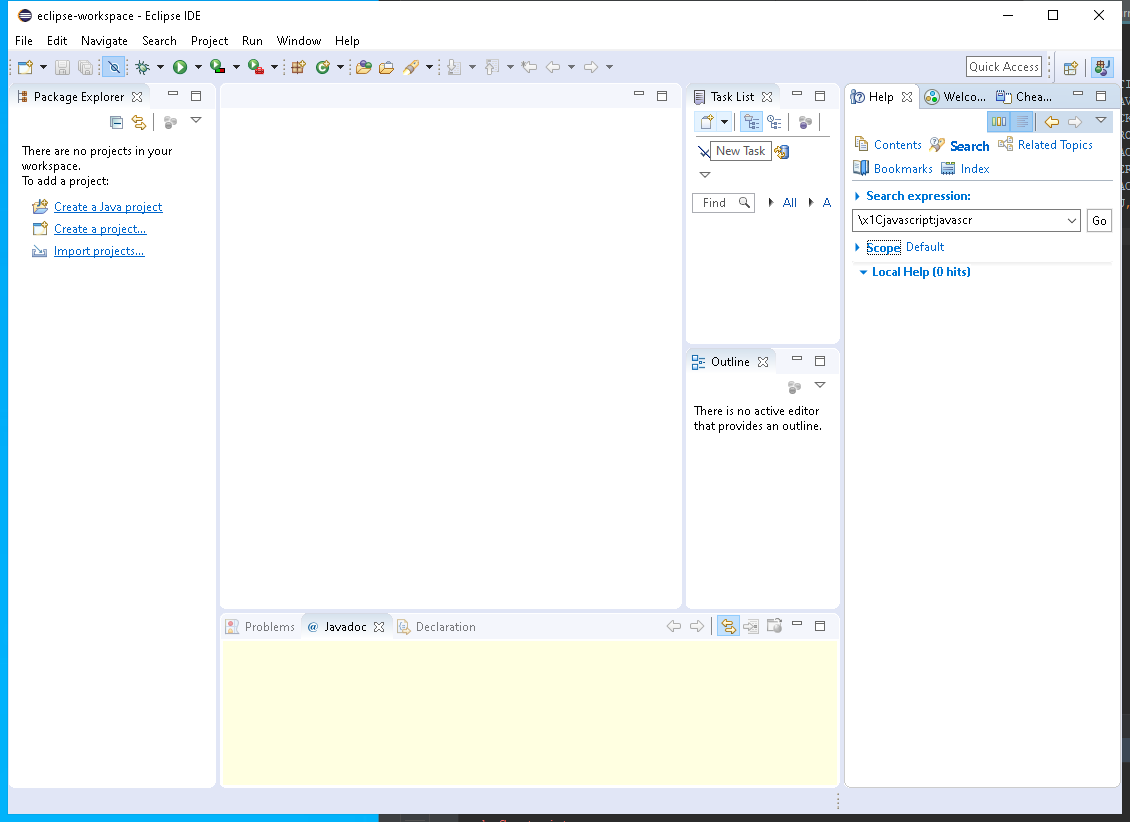 eclipse-workspace - Eclipse IDE
File Edit Navigate Search Project Run Window Help
Quick Access
Package Explorer
There are no projects in your
workspace.
To add a project:
Create a Java project
Create a project...
Import projects...
Task List
New Task
Find All A
Outline
There is no active editor
that provides an outline.
Help Welco... Chea...
Contents Search Related Topics
Bookmarks Index
Search expression:
\x1Cjavascript:javascr Go
Scope Default
Local Help (0 hits)
Problems @ Javadoc Declaration